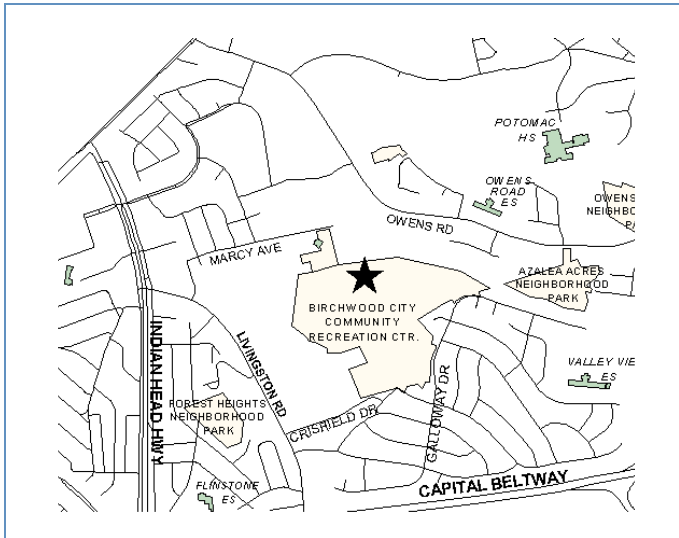 POTOMAC
HS
OWENS
ROAD
ES
OWENS
NEIGHBO
PA
OWENS RD
MARCY AVE
AZALEA ACRES
NEIGHBORHOOD
PARK
BIRCHWOOD CITY
COMMUNITY
RECREATION CTR.
INDIAN HEAD HWY
LIVINGSTON RD
VALLEY VIE
ES
GALLOWAY DR
FOREST HEIGHTS
NEIGHBORHOOD
PARK
CRISFIELD DR
CAPITAL BELTWAY
FLINSTONE
ES